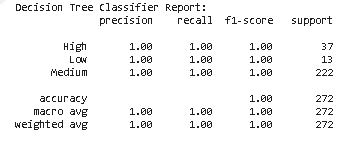 Decision Tree Classifier Report:
precision recall f1-score support
High 1.00 1.00 1.00 37
Low 1.00 1.00 1.00 13
Medium 1.00 1.00 1.00 222
accuracy 1.00 272
macro avg 1.00 1.00 1.00 272
weighted avg 1.00 1.00 1.00 272